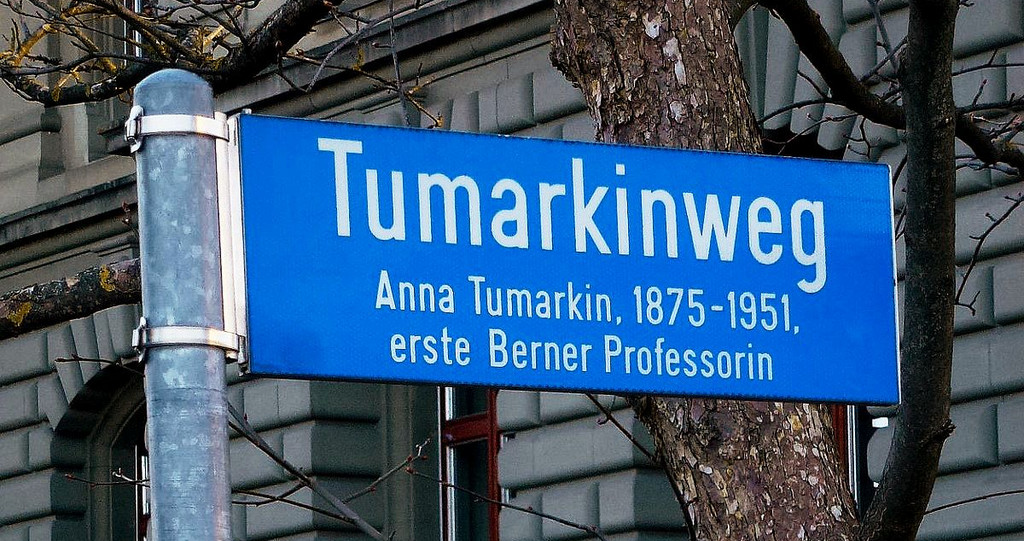 Tumarkinweg
Anna Tumarkin, 1875-1951,
erste Berner Professorin